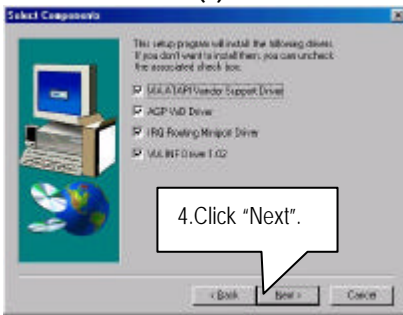 Select Components
This setup program will install the following drivers.
If you don't want to install them, you can uncheck
the associated check box.
VIA ATAPI Vendor Support Driver
AGP VxD Driver
IRQ Routing Miniport Driver
VIA INF Driver 1.02
4.Click “Next”.
< Back
Next >
Cancel